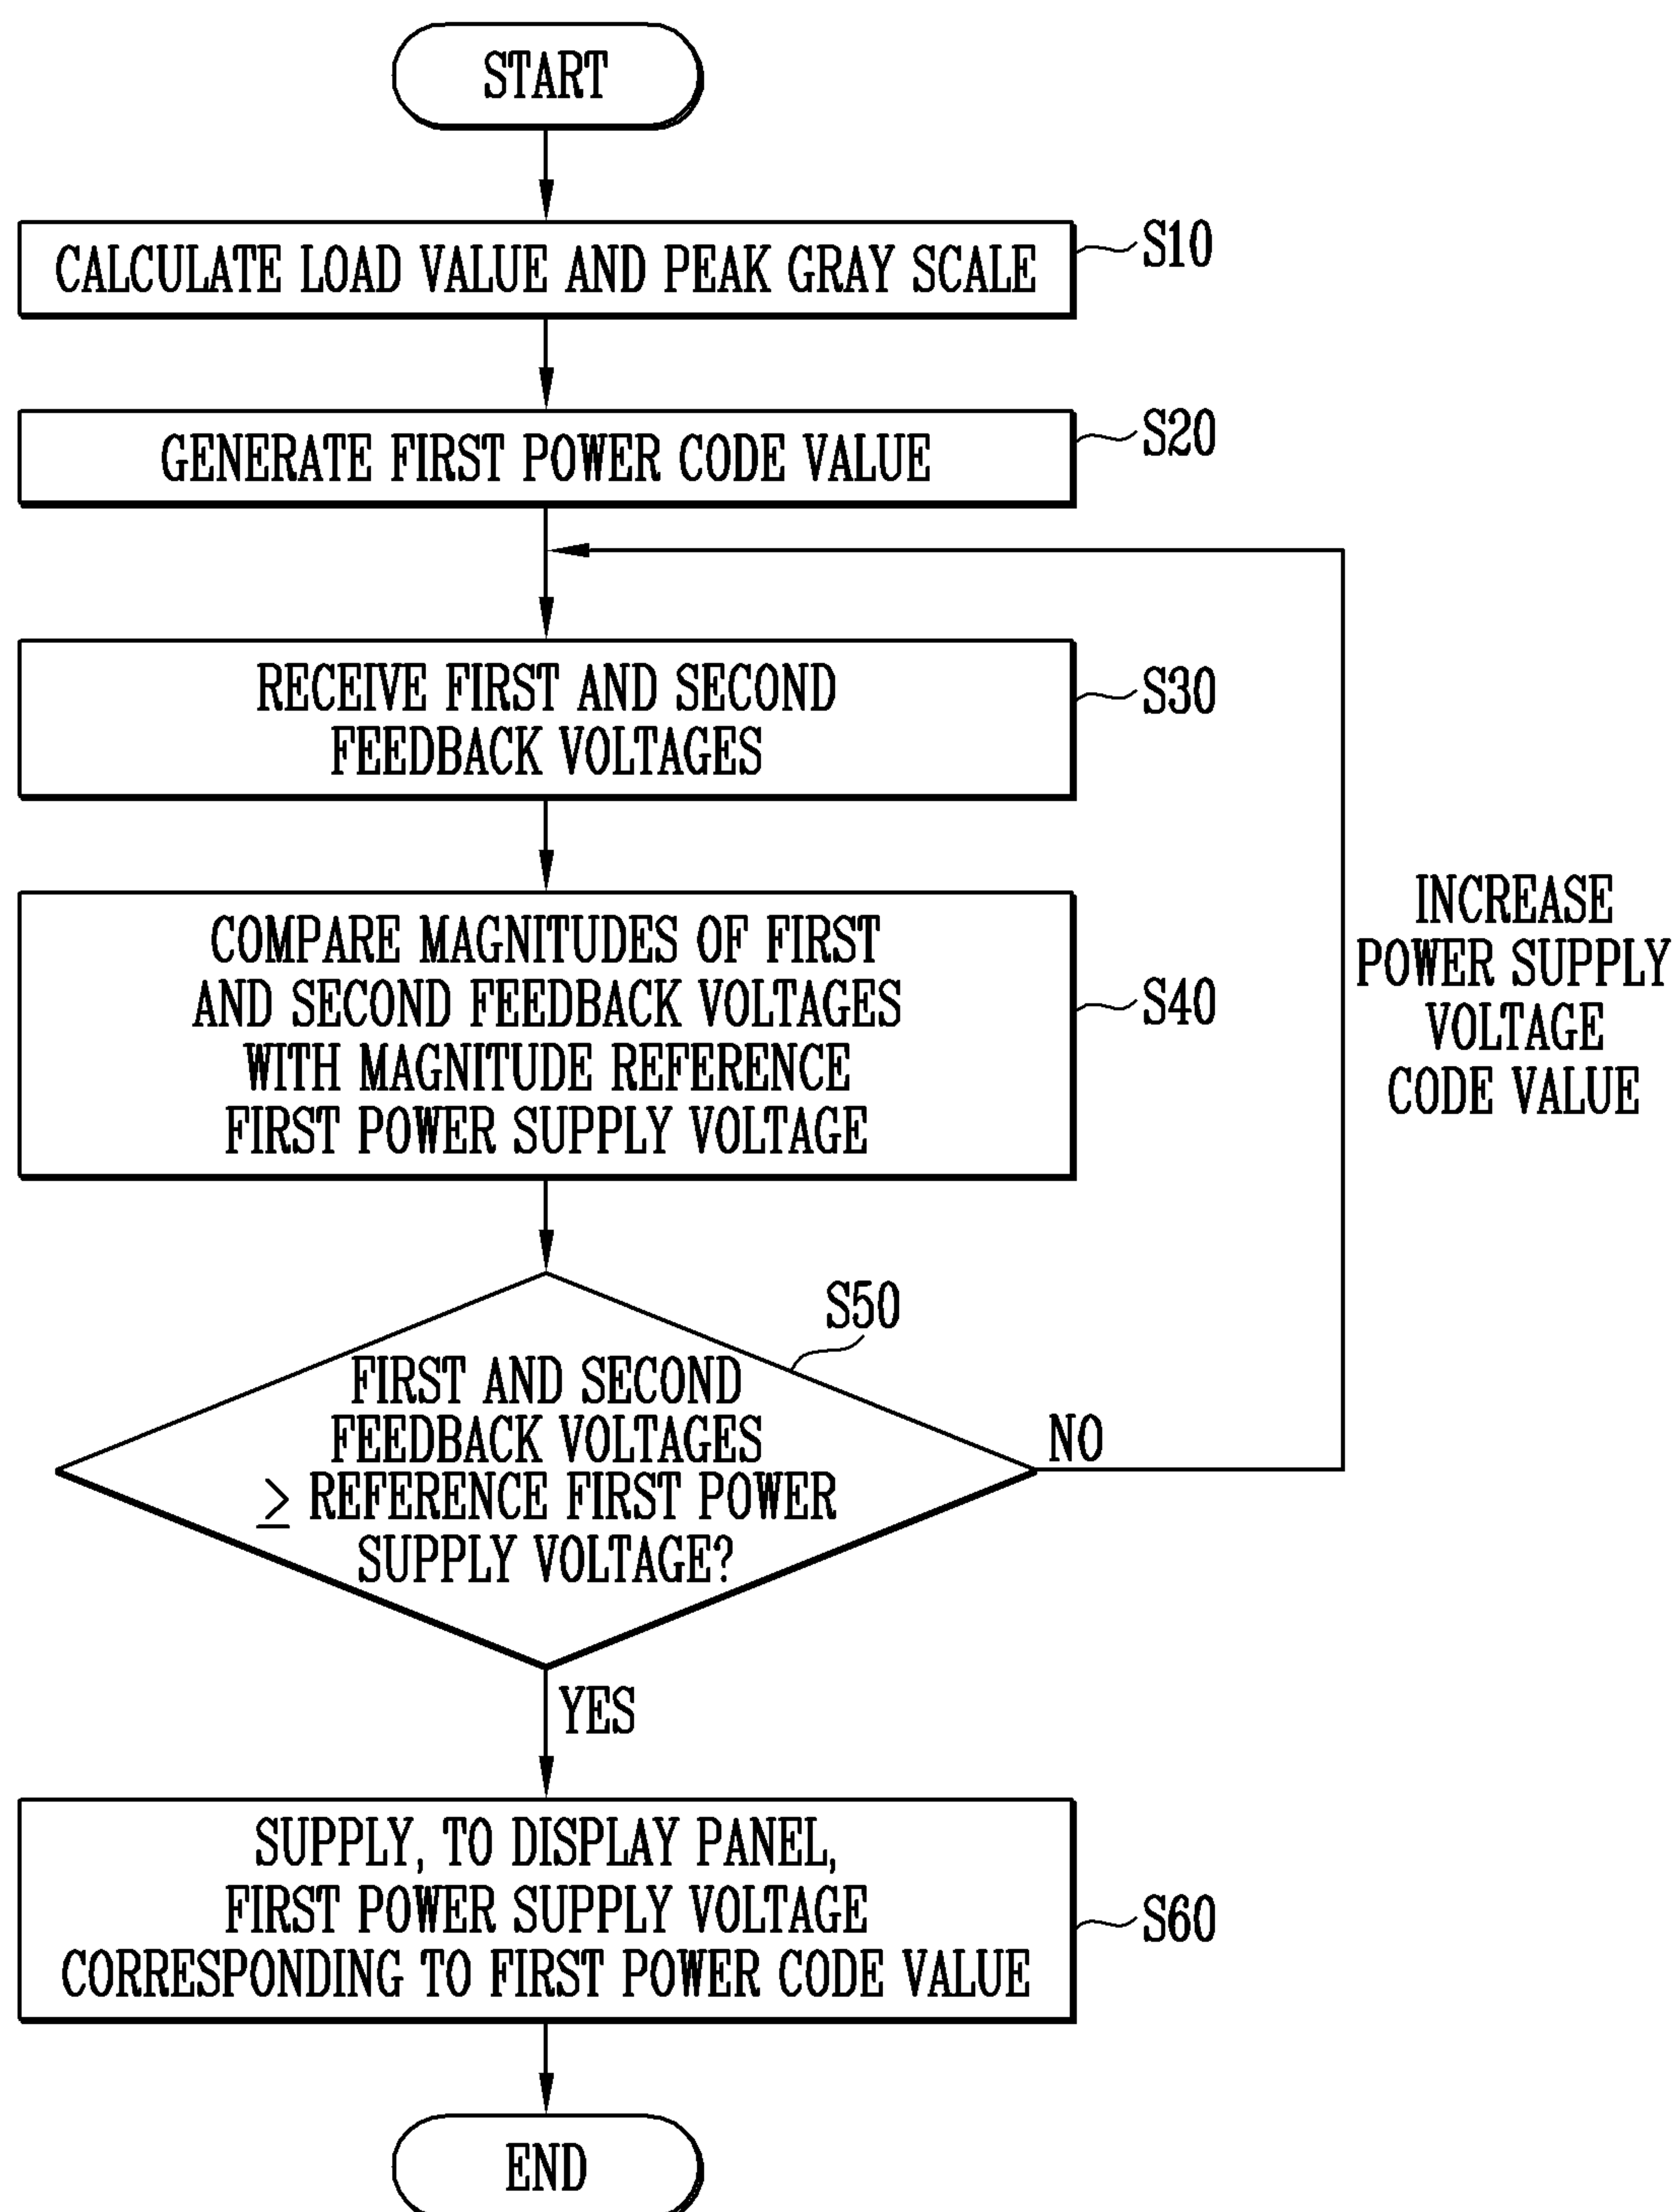 START
CALCULATE LOAD VALUE AND PEAK GRAY SCALE
S10
GENERATE FIRST POWER CODE VALUE
S20
RECEIVE FIRST AND SECOND
FEEDBACK VOLTAGES
S30
COMPARE MAGNITUDES OF FIRST
AND SECOND FEEDBACK VOLTAGES
WITH MAGNITUDE REFERENCE
FIRST POWER SUPPLY VOLTAGE
S40
INCREASE
POWER SUPPLY
VOLTAGE
CODE VALUE
S50
FIRST AND SECOND
FEEDBACK VOLTAGES
≥ REFERENCE FIRST POWER
SUPPLY VOLTAGE?
NO
YES
SUPPLY, TO DISPLAY PANEL,
FIRST POWER SUPPLY VOLTAGE
CORRESPONDING TO FIRST POWER CODE VALUE
S60
END